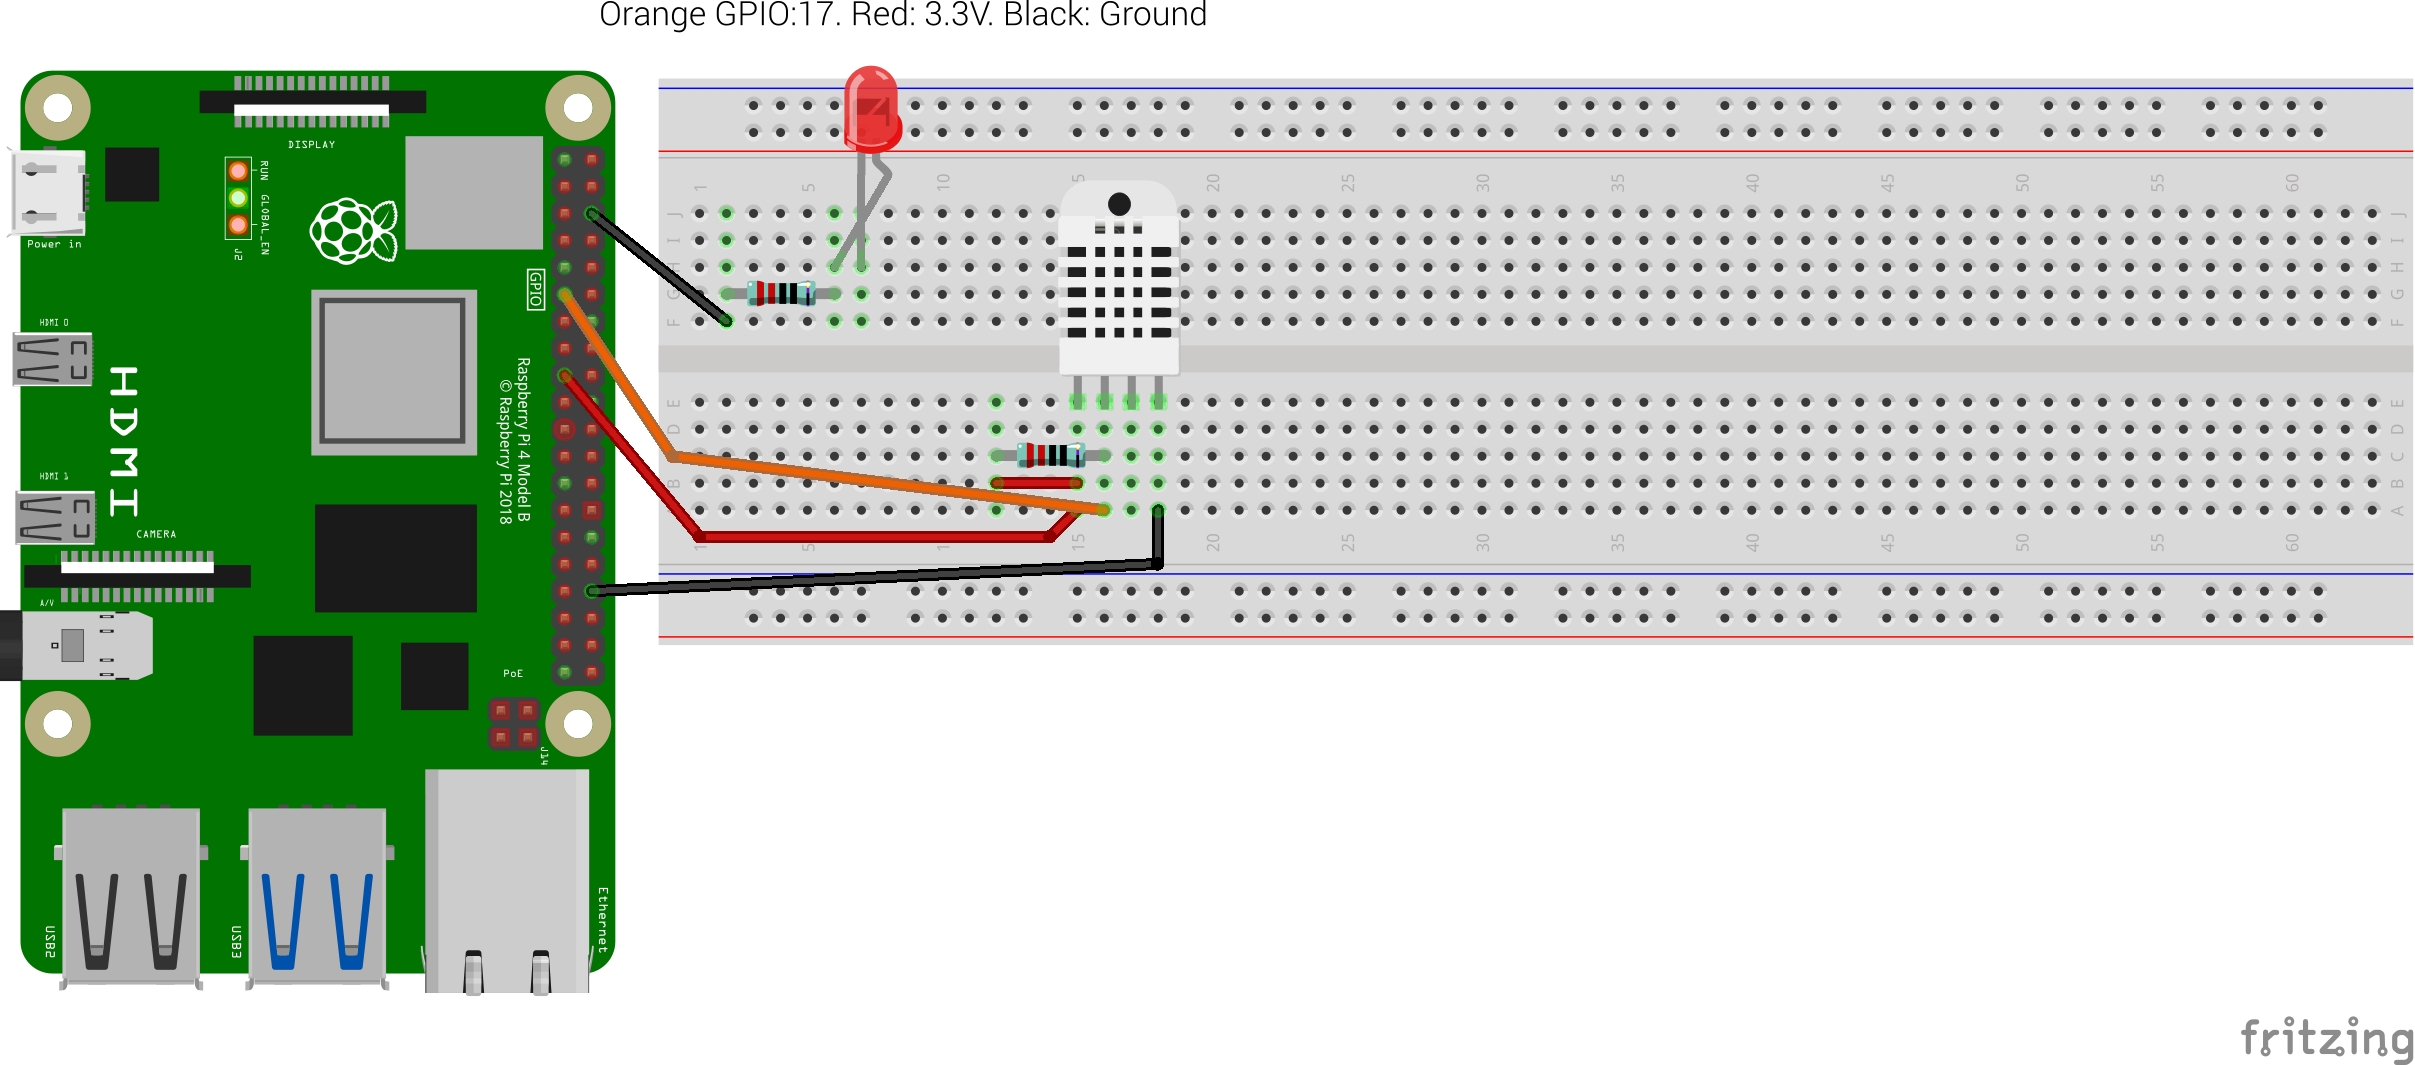 Orange GPIO:17. Red: 3.3V. Black: Ground
DISPLAY
RUN
GLOBAL_EN
J2
Power in
GPIO
HDMI 0
HDMI
HDMI 1
Raspberry Pi 4 Model B
© Raspberry Pi 2018
CAMERA
A/V
PoE
J14
USB2
USB3
Ethernet
1 5 10 5 20 25 30 35 40 45 50 55 60
J J
I I
H H
G G
F F
E E
D D
C
B B
A
1 5 1 15 20 25 30 35 40 45 50 55 60
fritzing